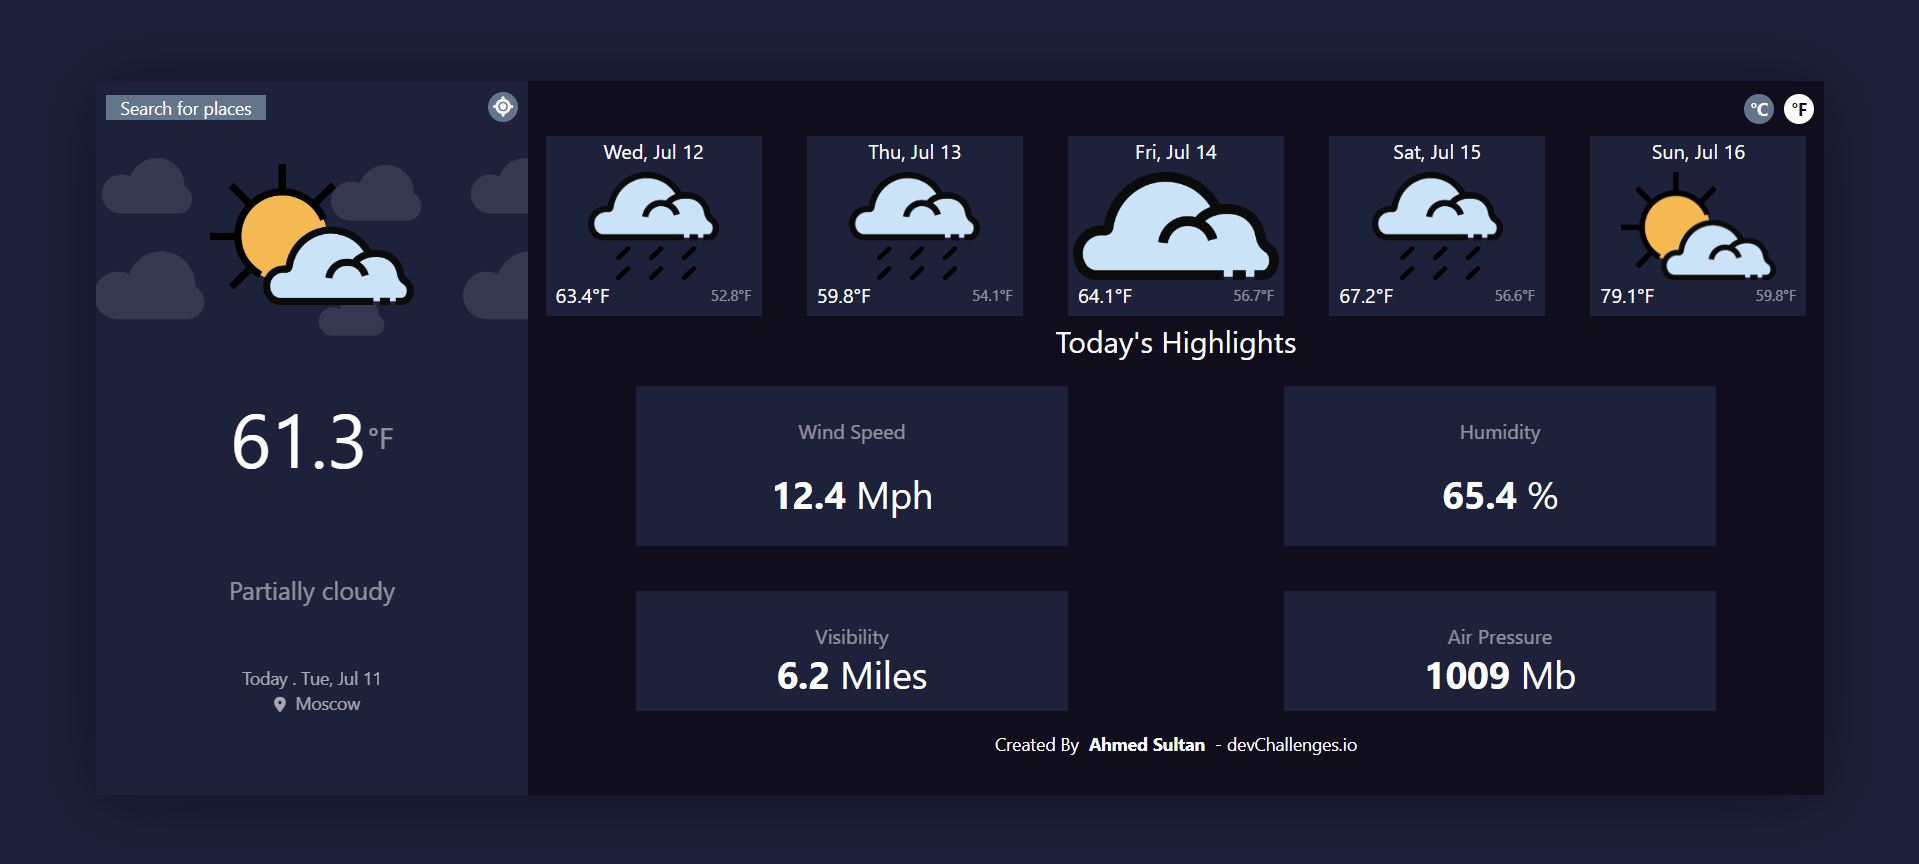 Search for places
61.3°F
Partially cloudy
Today . Tue, Jul 11
Moscow
°C °F
Wed, Jul 12
63.4°F 52.8°F
Thu, Jul 13
59.8°F 54.1°F
Fri, Jul 14
64.1°F 56.7°F
Sat, Jul 15
67.2°F 56.6°F
Sun, Jul 16
79.1°F 59.8°F
Today's Highlights
Wind Speed
12.4 Mph
Humidity
65.4 %
Visibility
6.2 Miles
Air Pressure
1009 Mb
Created By Ahmed Sultan - devChallenges.io